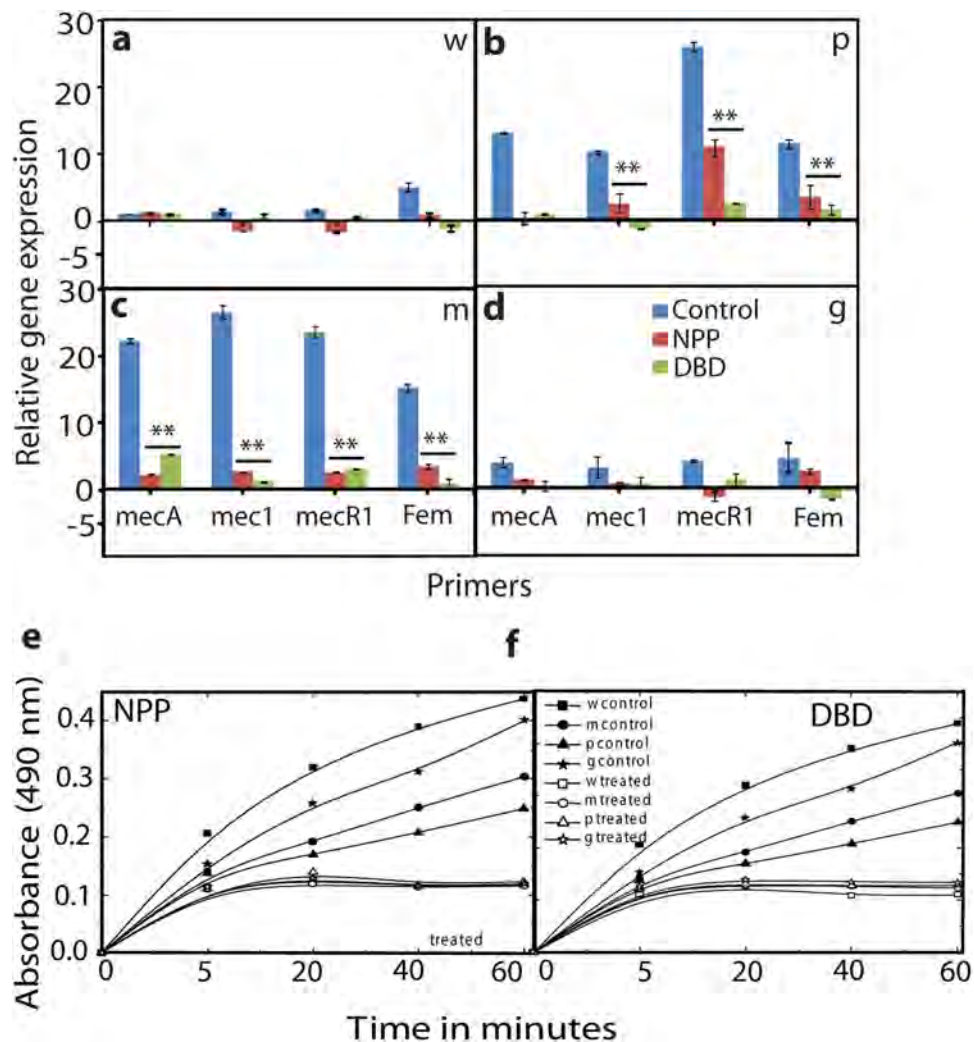 a
w
b
p
30
20
10
0
-5
**
**
**
Relative gene expression
c
m
d
g
30
20
10
0
-5
**
**
**
**
Control
NPP
DBD
mecA mec1 mecR1 Fem
mecA mec1 mecR1 Fem
Primers
e
f
Absorbance (490 nm)
NPP
0.4
0.3
0.2
0.1
0.0
treated
0 5 20 40 60
DBD
w control
m control
p control
g control
w treated
m treated
p treated
g treated
0 5 20 40 60
Time in minutes